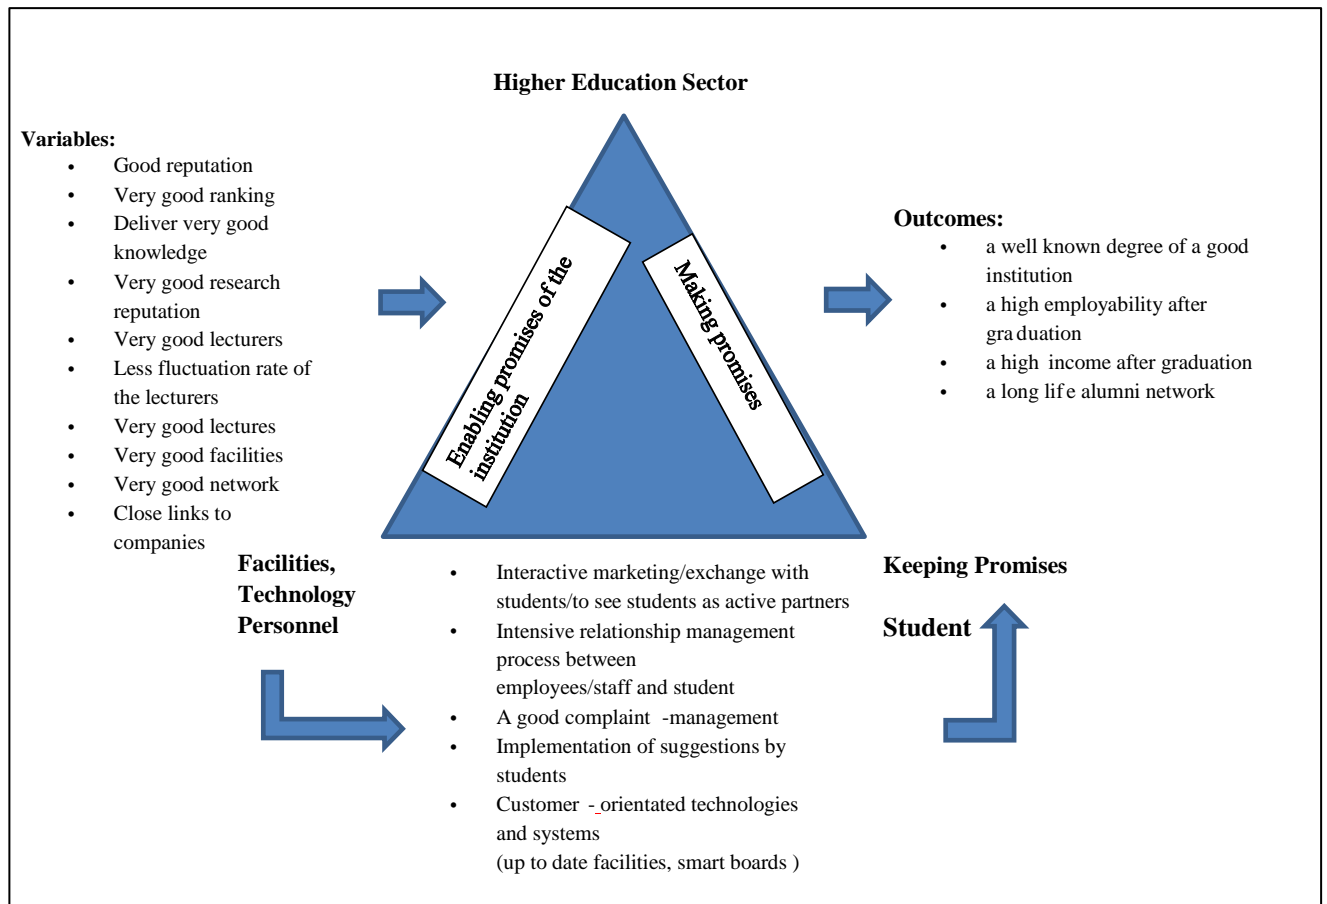 Higher Education Sector
Variables:
• Good reputation
• Very good ranking
• Deliver very good
knowledge
• Very good research
reputation
• Very good lecturers
• Less fluctuation rate of
the lecturers
• Very good lectures
• Very good facilities
• Very good network
• Close links to
companies
Enabling promises of the
institution
Making promises
Outcomes:
• a well known degree of a good
institution
• a high employability after
graduation
• a high income after graduation
• a long life alumni network
Facilities,
Technology
Personnel
• Interactive marketing/exchange with
students/to see students as active partners
• Intensive relationship management
process between
employees/staff and student
• A good complaint -management
• Implementation of suggestions by
students
• Customer -_orientated technologies
and systems
(up to date facilities, smart boards )
Keeping Promises
Student